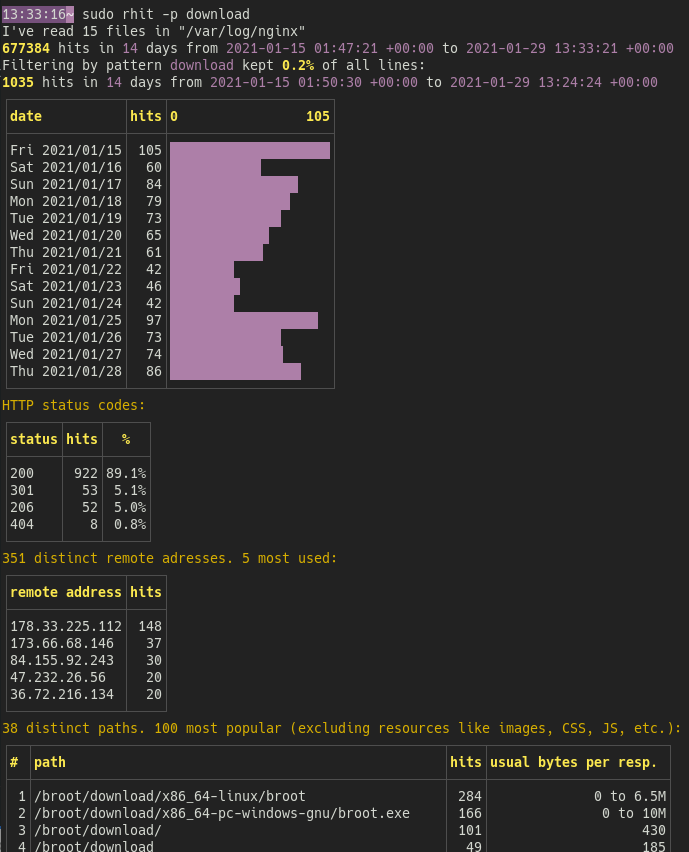 13:33:16~ sudo rhit -p download
I've read 15 files in "/var/log/nginx"
677384 hits in 14 days from 2021-01-15 01:47:21 +00:00 to 2021-01-29 13:33:21 +00:00
Filtering by pattern download kept 0.2% of all lines:
1035 hits in 14 days from 2021-01-15 01:50:30 +00:00 to 2021-01-29 13:24:24 +00:00
date hits 0 105
Fri 2021/01/15 105
Sat 2021/01/16 60
Sun 2021/01/17 84
Mon 2021/01/18 79
Tue 2021/01/19 73
Wed 2021/01/20 65
Thu 2021/01/21 61
Fri 2021/01/22 42
Sat 2021/01/23 46
Sun 2021/01/24 42
Mon 2021/01/25 97
Tue 2021/01/26 73
Wed 2021/01/27 74
Thu 2021/01/28 86
HTTP status codes:
status hits %
200 922 89.1%
301 53 5.1%
206 52 5.0%
404 8 0.8%
351 distinct remote adresses. 5 most used:
remote address hits
178.33.225.112 148
173.66.68.146 37
84.155.92.243 30
47.232.26.56 20
36.72.216.134 20
38 distinct paths. 100 most popular (excluding resources like images, CSS, JS, etc.):
# path hits usual bytes per resp.
1 /broot/download/x86_64-linux/broot 284 0 to 6.5M
2 /broot/download/x86_64-pc-windows-gnu/broot.exe 166 0 to 10M
3 /broot/download/ 101 430
4 /broot/download 49 185